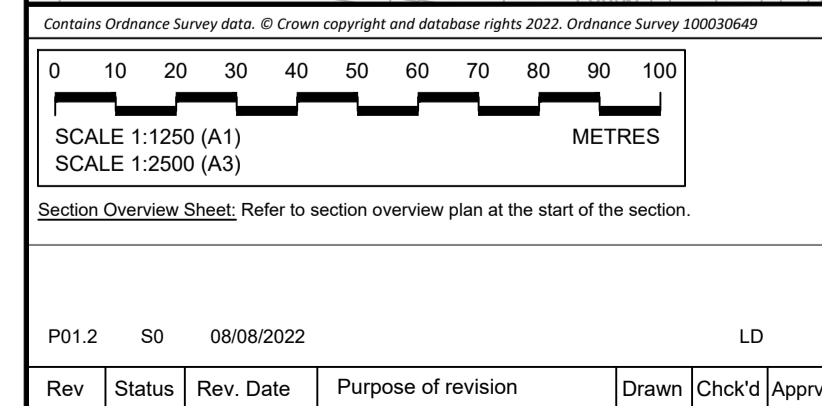 Contains Ordnance Survey data. © Crown copyright and database rights 2022. Ordnance Survey 100030649
0 10 20 30 40 50 60 70 80 90 100
SCALE 1:1250 (A1) METRES
SCALE 1:2500 (A3)
Section Overview Sheet: Refer to section overview plan at the start of the section.
P01.2 S0 08/08/2022 LD
Rev Status Rev. Date Purpose of revision Drawn Chck'd Apprv